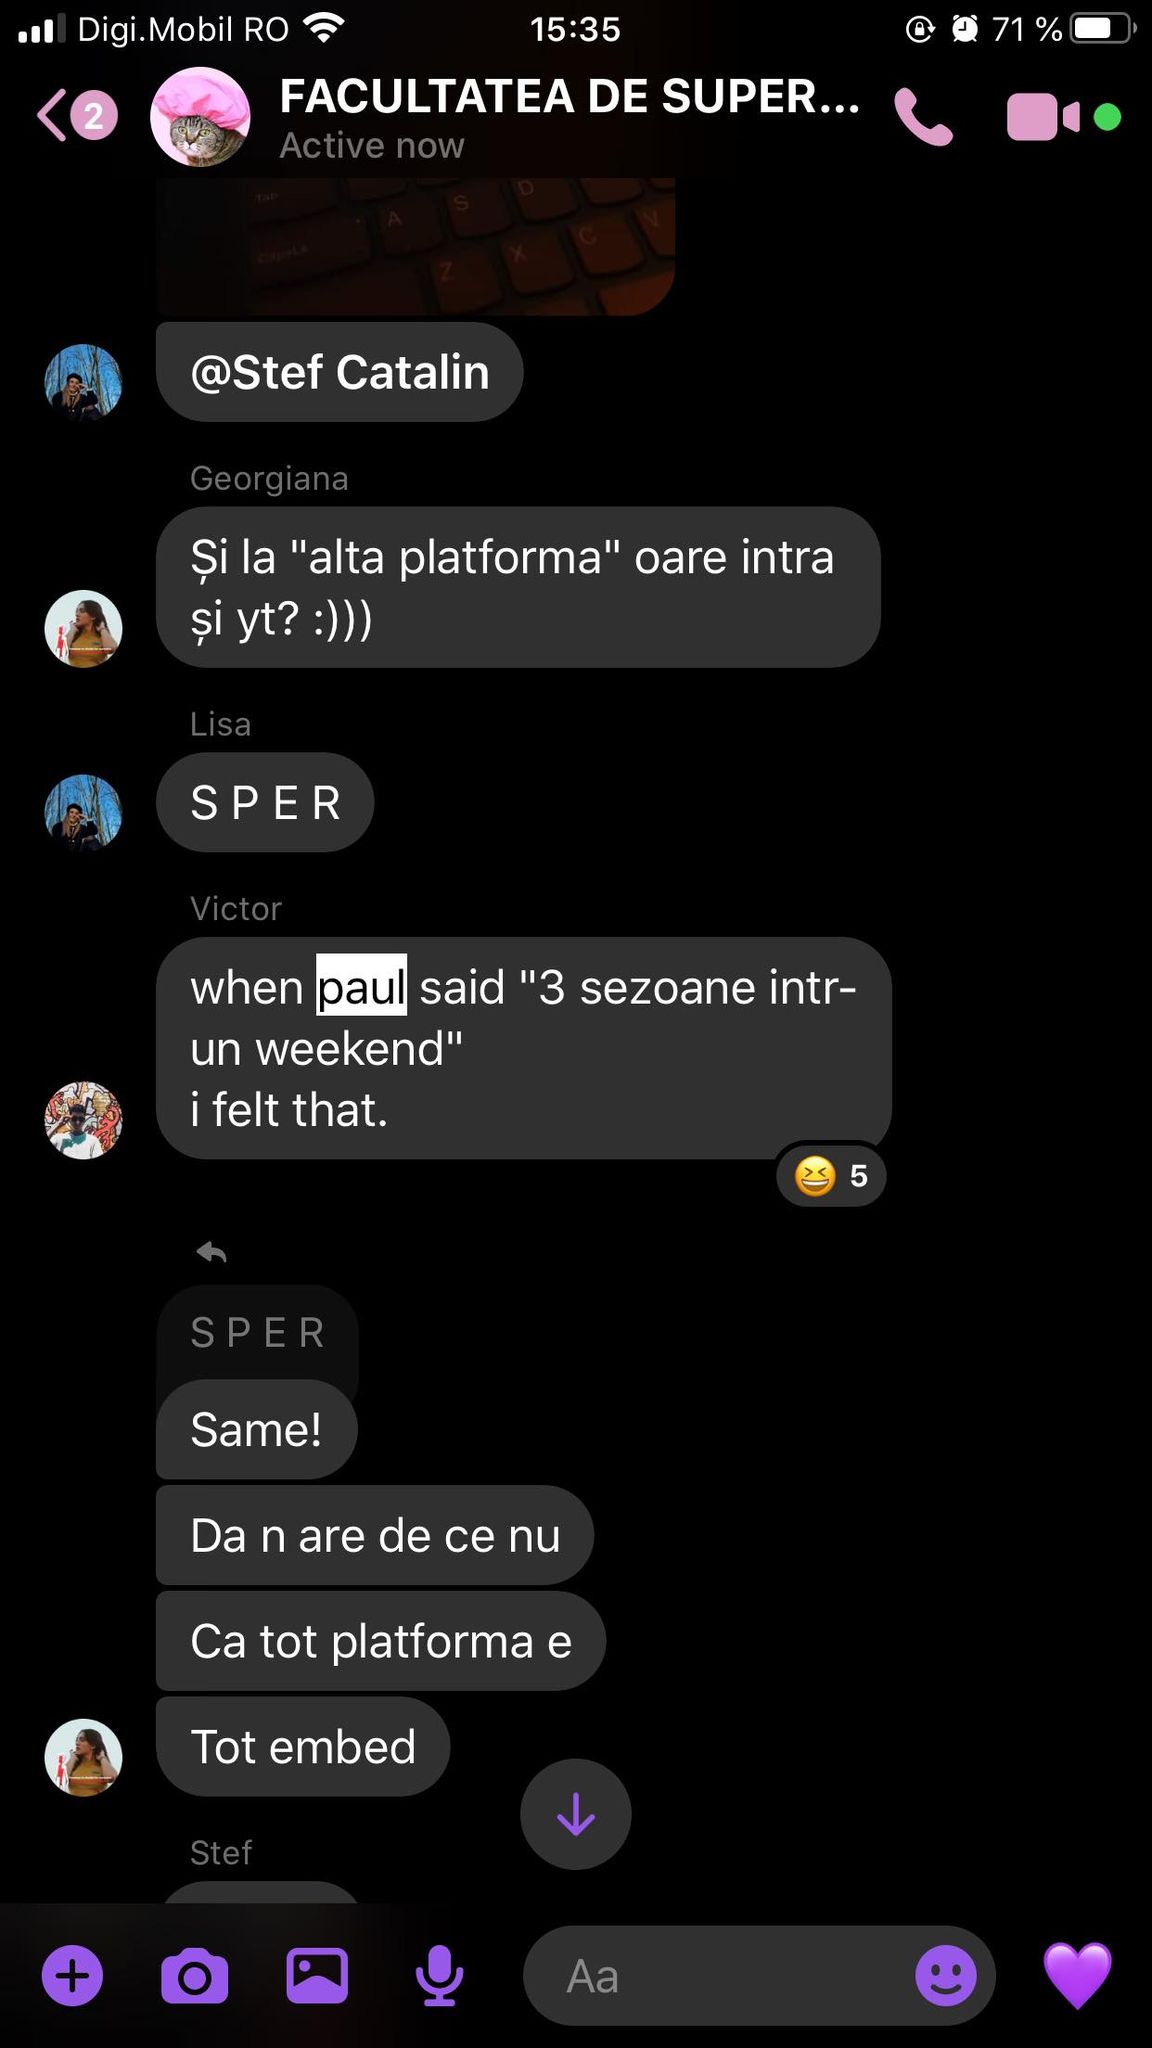 Digi.Mobil RO
15:35
71 %
2
FACULTATEA DE SUPER...
Active now
Tab
A S D
CapsLk
Z X C V
@Stef Catalin
Georgiana
Și la "alta platforma" oare intra
și yt? :)))
Lisa
S P E R
Victor
when paul said "3 sezoane intr-
un weekend"
i felt that.
5
S P E R
Same!
Da n are de ce nu
Ca tot platforma e
Tot embed
Stef
Aa